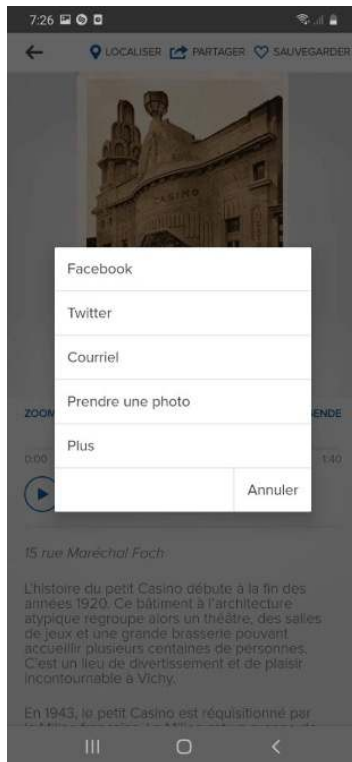 7:26
LOCALISER PARTAGER SAUVEGARDER
CASINO
Facebook
Twitter
Courriel
Prendre une photo
ZOOM
Plus
0:00 1:40
Annuler
15 rue Maréchal Foch
L'histoire du petit Casino débute à la fin des
années 1920. Ce bâtiment à l'architecture
atypique regroupe alors un théâtre, des salles
de jeux et une grande brasserie pouvant
accueillir plusieurs centaines de personnes.
C'est un lieu de divertissement et de plaisir
incontournable à Vichy.
En 1943, le petit Casino est réquisitionné par